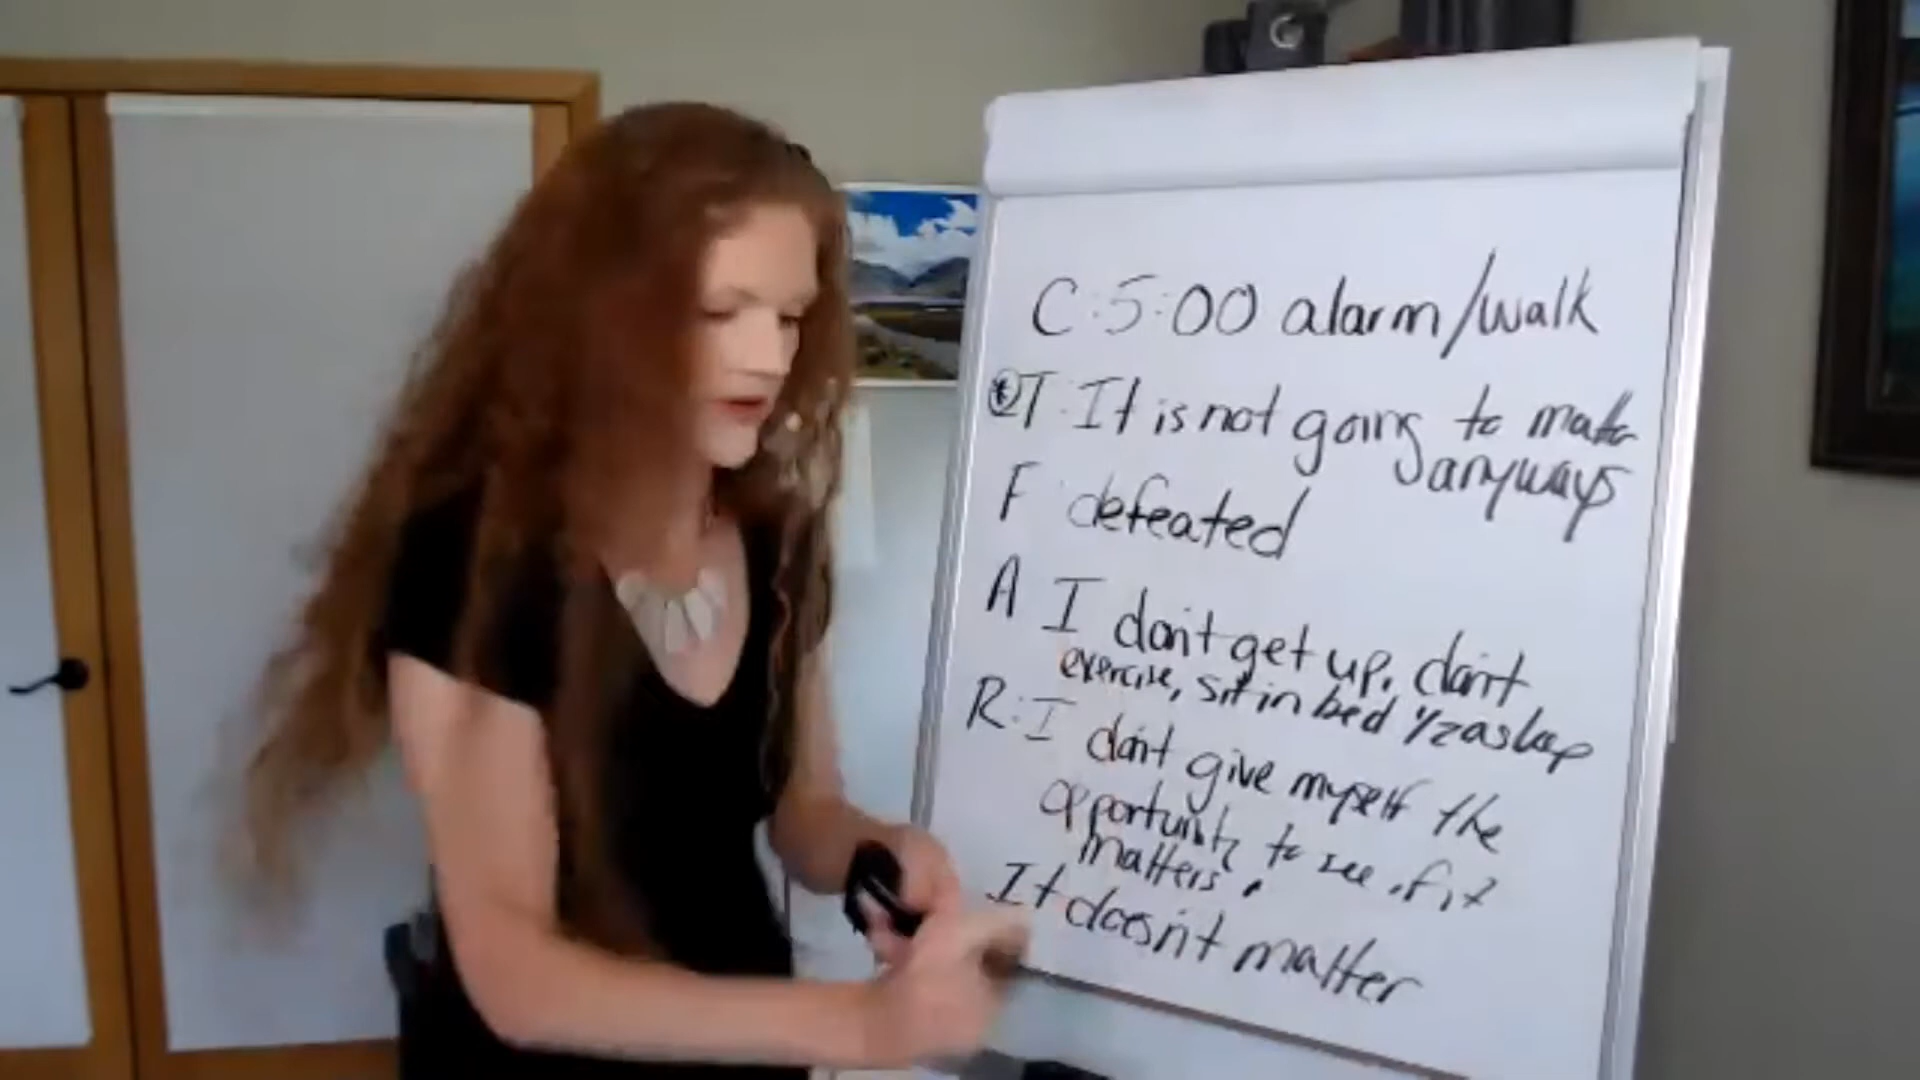 C: 5:00 alarm/walk
T: It is not going to matter
anyways
F defeated
A I don't get up, don't
exercise, sit in bed 1/2 asleep
R: I don't give myself the
opportunity to see if it
matters.
It doesn't matter